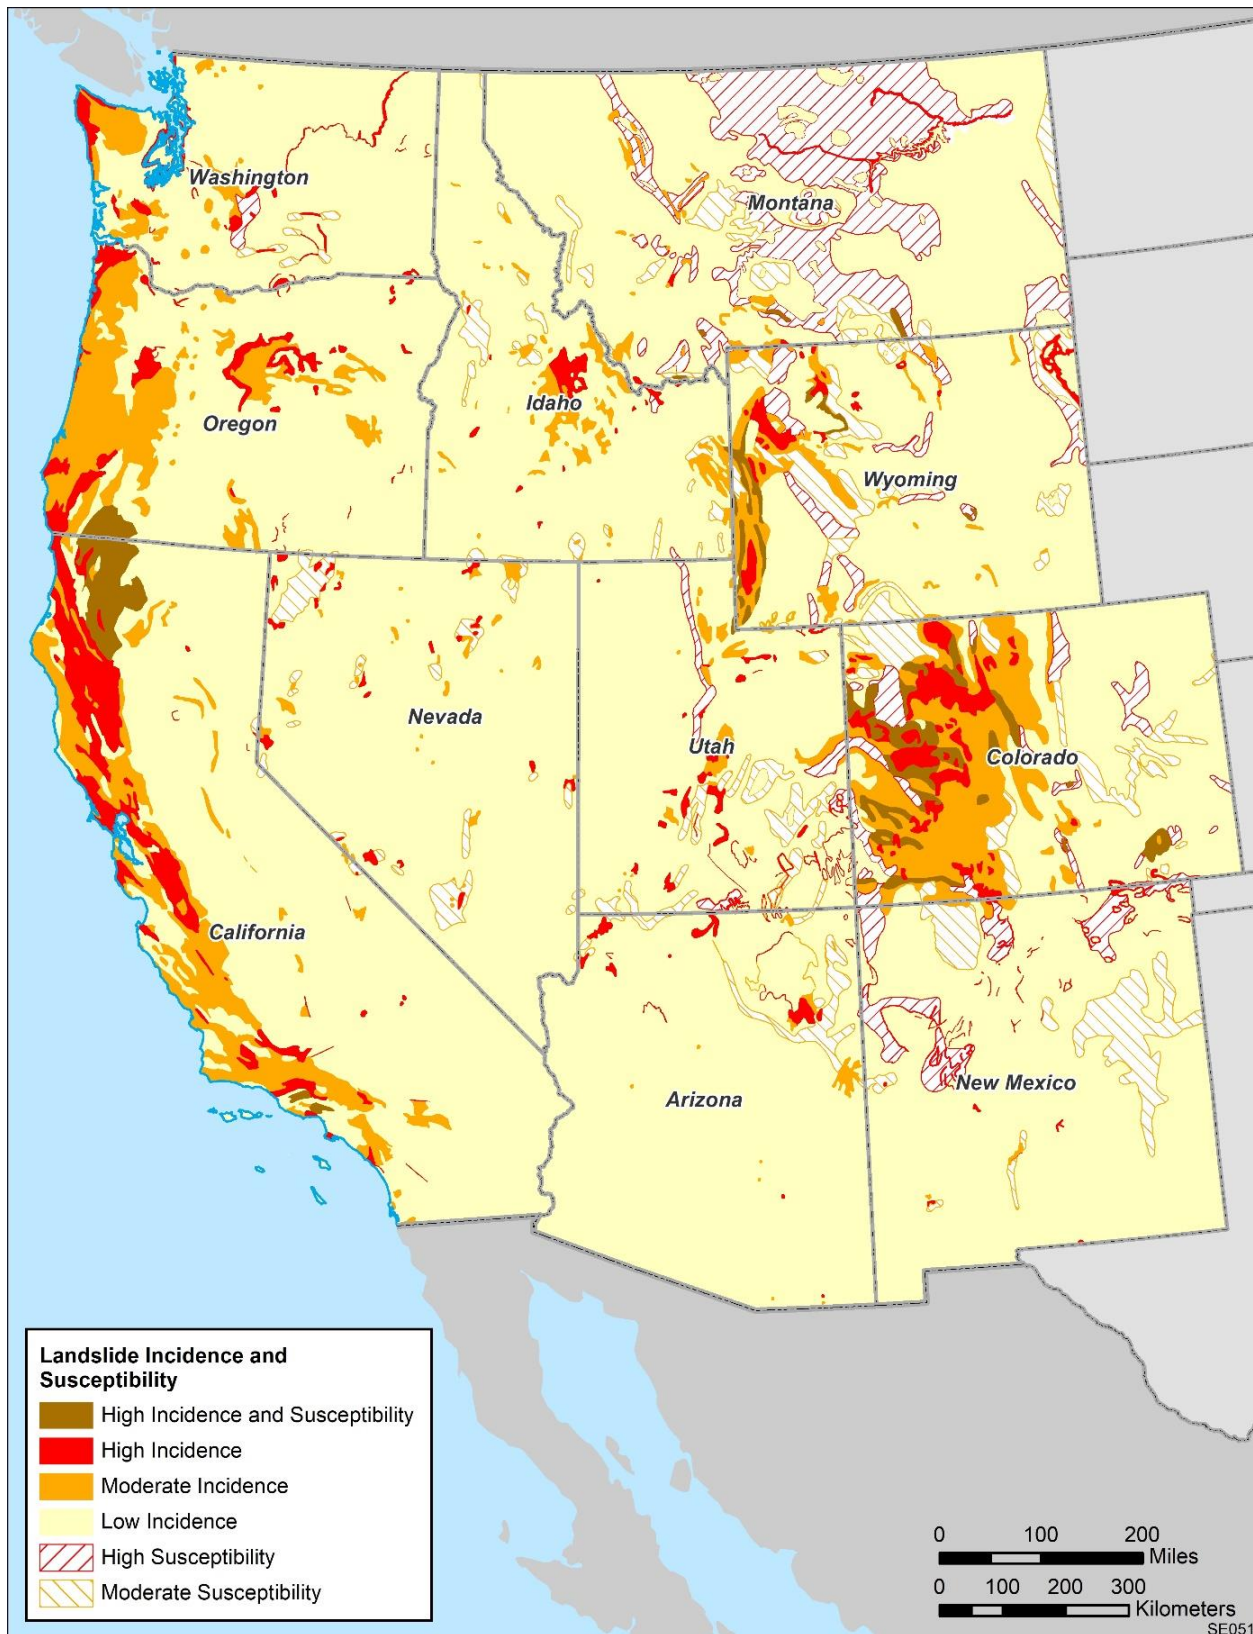 Washington
Montana
Oregon
Idaho
Wyoming
Nevada
Utah
Colorado
California
Arizona
New Mexico
Landslide Incidence and
Susceptibility
High Incidence and Susceptibility
High Incidence
Moderate Incidence
Low Incidence
High Susceptibility
Moderate Susceptibility
0 100 200
Miles
0 100 200 300
Kilometers
SE051